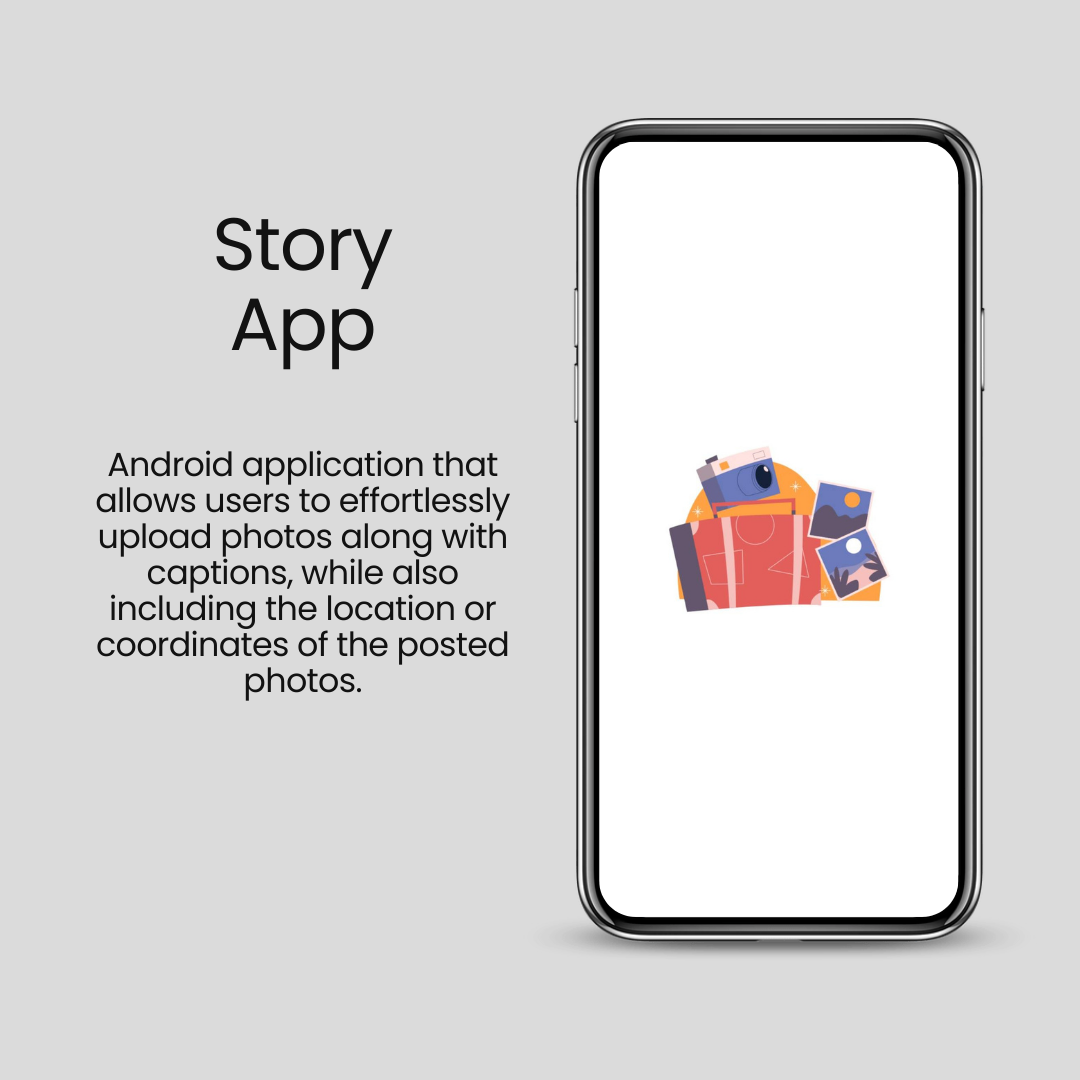 Story
App
Android application that
allows users to effortlessly
upload photos along with
captions, while also
including the location or
coordinates of the posted
photos.